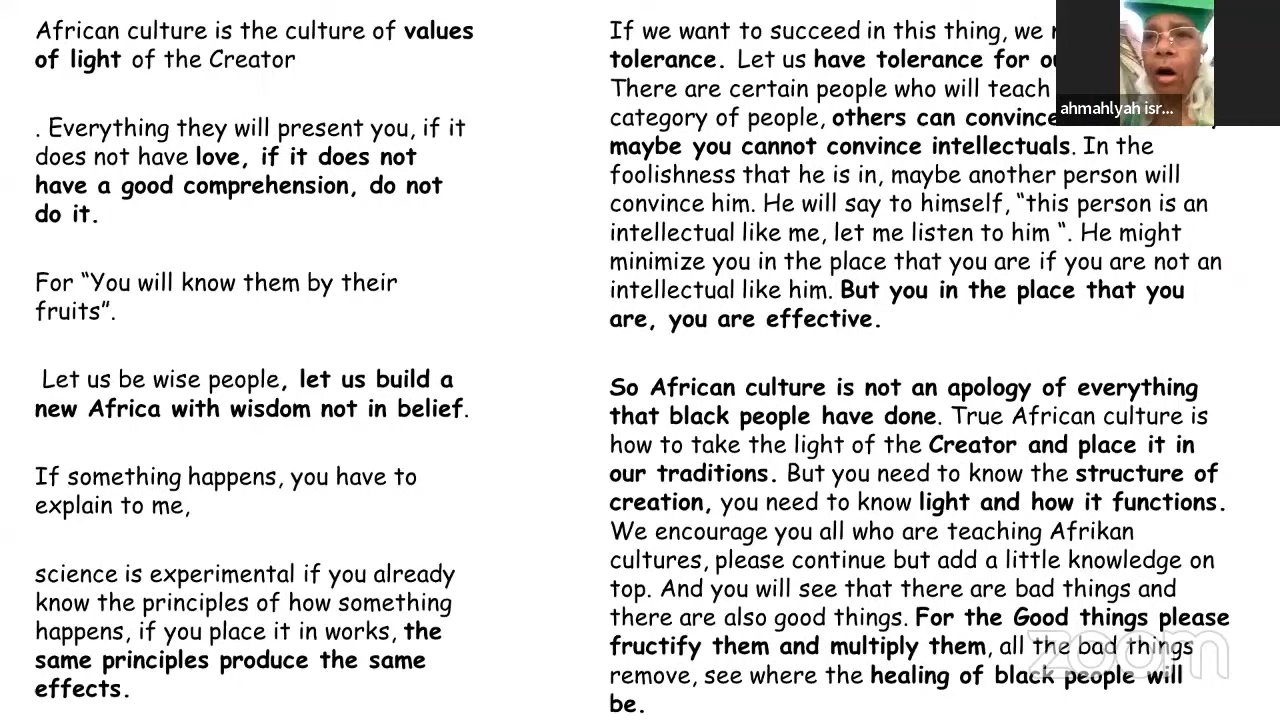 African culture is the culture of values
of light of the Creator
. Everything they will present you, if it
does not have love, if it does not
have a good comprehension, do not
do it.
For “You will know them by their
fruits”.
Let us be wise people, let us build a
new Africa with wisdom not in belief.
If something happens, you have to
explain to me,
science is experimental if you already
know the principles of how something
happens, if you place it in works, the
same principles produce the same
effects.
If we want to succeed in this thing, we
tolerance. Let us have tolerance for
There are certain people who will teach
category of people, others can convince
maybe you cannot convince intellectuals. In the
foolishness that he is in, maybe another person will
convince him. He will say to himself, “this person is an
intellectual like me, let me listen to him “. He might
minimize you in the place that you are if you are not an
intellectual like him. But you in the place that you
are, you are effective.
So African culture is not an apology of everything
that black people have done. True African culture is
how to take the light of the Creator and place it in
our traditions. But you need to know the structure of
creation, you need to know light and how it functions.
We encourage you all who are teaching Afrikan
cultures, please continue but add a little knowledge on
top. And you will see that there are bad things and
there are also good things. For the Good things please
fructify them and multiply them, all the bad things
remove, see where the healing of black people will
be.
ahmahlyah isr...
zoom